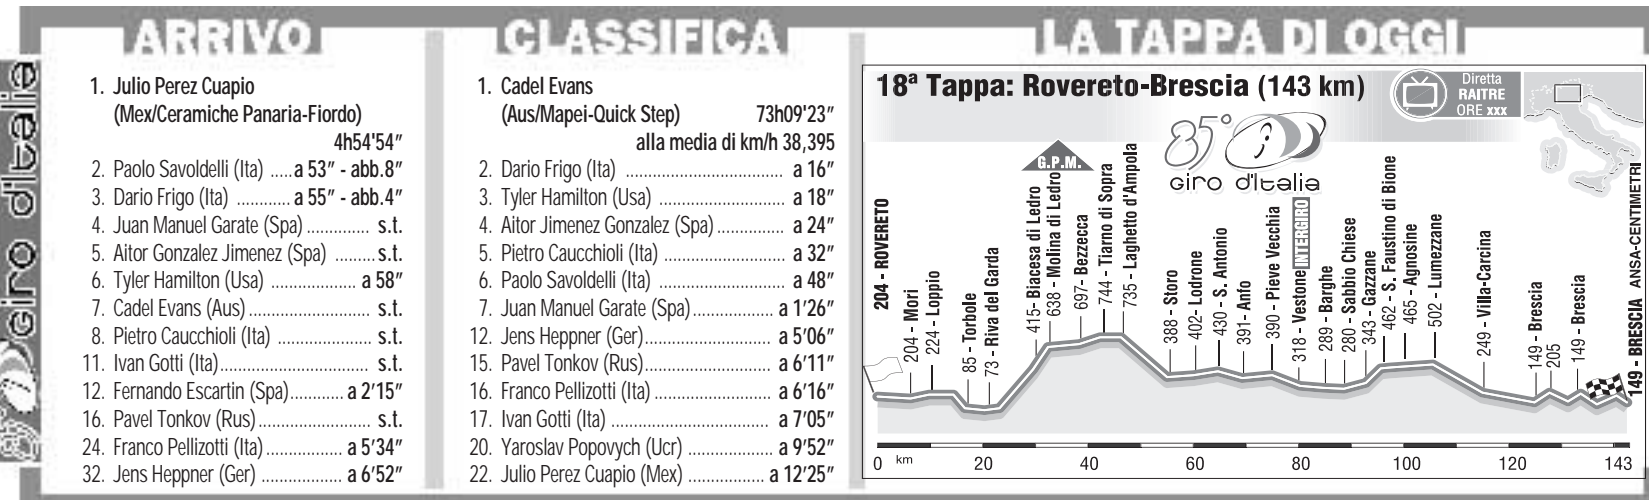 Giro d'Italia
ARRIVO
1. Julio Perez Cuapio
(Mex/Ceramiche Panaria-Fiordo)
4h54'54"
2. Paolo Savoldelli (Ita) .....a 53" - abb.8"
3. Dario Frigo (Ita) ............ a 55" - abb.4"
4. Juan Manuel Garate (Spa) .............. s.t.
5. Aitor Gonzalez Jimenez (Spa) .........s.t.
6. Tyler Hamilton (Usa) ...................... a 58"
7. Cadel Evans (Aus) .......................... s.t.
8. Pietro Caucchioli (Ita) ..................... s.t.
11. Ivan Gotti (Ita)................................. s.t.
12. Fernando Escartin (Spa)............ a 2'15"
16. Pavel Tonkov (Rus)......................... s.t.
24. Franco Pellizotti (Ita) .................. a 5'34"
32. Jens Heppner (Ger) .................. a 6'52"
CLASSIFICA
1. Cadel Evans
(Aus/Mapei-Quick Step) 73h09'23"
alla media di km/h 38,395
2. Dario Frigo (Ita) ................................... a 16"
3. Tyler Hamilton (Usa) ............................ a 18"
4. Aitor Jimenez Gonzalez (Spa)............... a 24"
5. Pietro Caucchioli (Ita) .......................... a 32"
6. Paolo Savoldelli (Ita) ........................... a 48"
7. Juan Manuel Garate (Spa)................... a 1'26"
12. Jens Heppner (Ger)............................ a 5'06"
15. Pavel Tonkov (Rus)............................ a 6'11"
16. Franco Pellizotti (Ita) .......................... a 6'16"
17. Ivan Gotti (Ita) ................................... a 7'05"
20. Yaroslav Popovych (Ucr) ................... a 9'52"
22. Julio Perez Cuapio (Mex) ................. a 12'25"
LA TAPPA DI OGGI
18ª Tappa: Rovereto-Brescia (143 km)
Diretta
RAITRE
ORE xxx
85°
Giro d'Italia
G.P.M.
INTERGIRO
204 - ROVERETO
204 - Mori
224 - Loppio
85 - Torbole
73 - Riva del Garda
415- Biacesa di Ledro
638 - Molina di Ledro
697- Bezzecca
744 - Tiarno di Sopra
735 - Laghetto d'Ampola
388 - Storo
402- Lodrone
430 - S. Antonio
391- Anfo
390 - Pieve Vecchia
318 - Vestone
289 - Barghe
280 - Sabbio Chiese
343 - Gazzane
462 - S. Faustino di Bione
465 - Agnosine
502 - Lumezzane
249 - Villa-Carcina
149 - Brescia
205
149 - Brescia
149 - BRESCIA
ANSA-CENTIMETRI
0 km 20 40 60 80 100 120 143